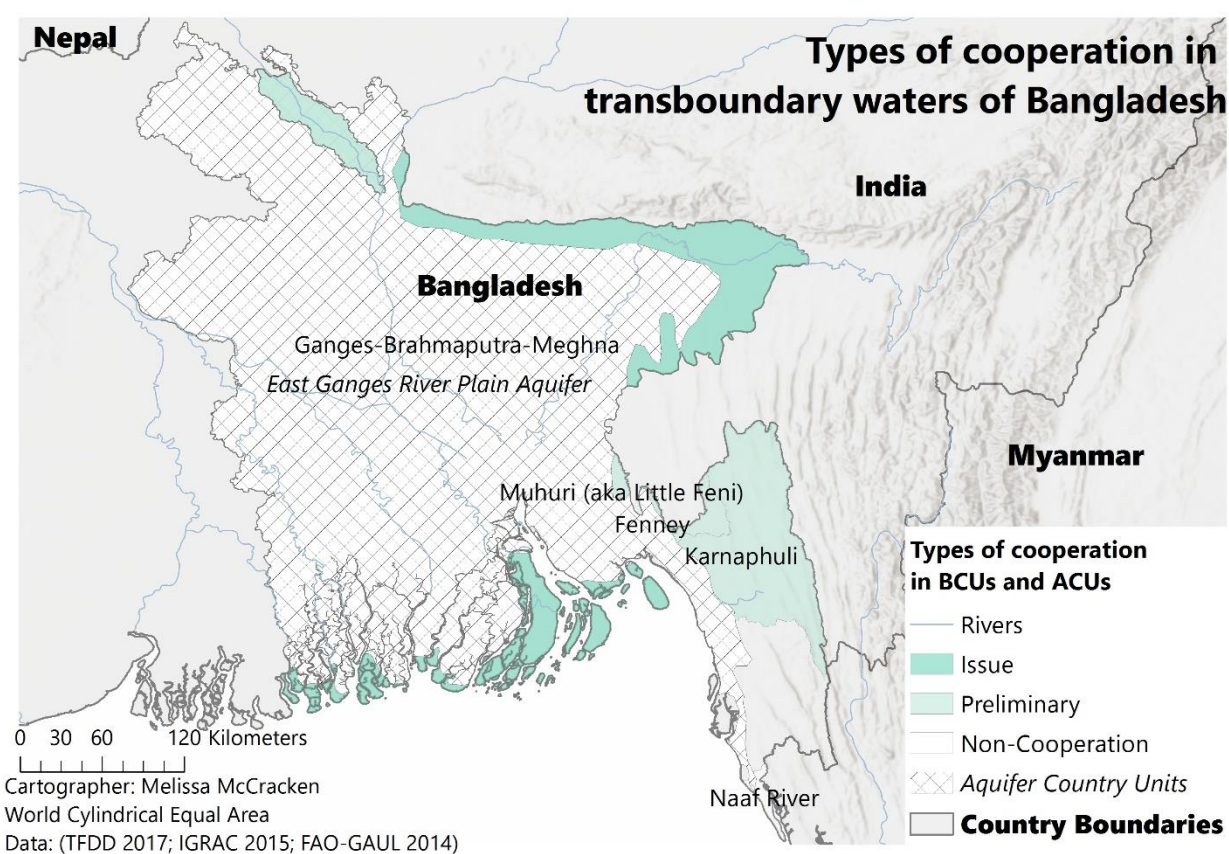 Nepal
Types of cooperation in
transboundary waters of Bangladesh
India
Bangladesh
Ganges-Brahmaputra-Meghna
East Ganges River Plain Aquifer
Myanmar
Muhuri (aka Little Feni)
Fenney
Karnaphuli
Naaf River
Types of cooperation
in BCUs and ACUs
Rivers
Issue
Preliminary
Non-Cooperation
Aquifer Country Units
Country Boundaries
0 30 60 120 Kilometers
Cartographer: Melissa McCracken
World Cylindrical Equal Area
Data: (TFDD 2017; IGRAC 2015; FAO-GAUL 2014)